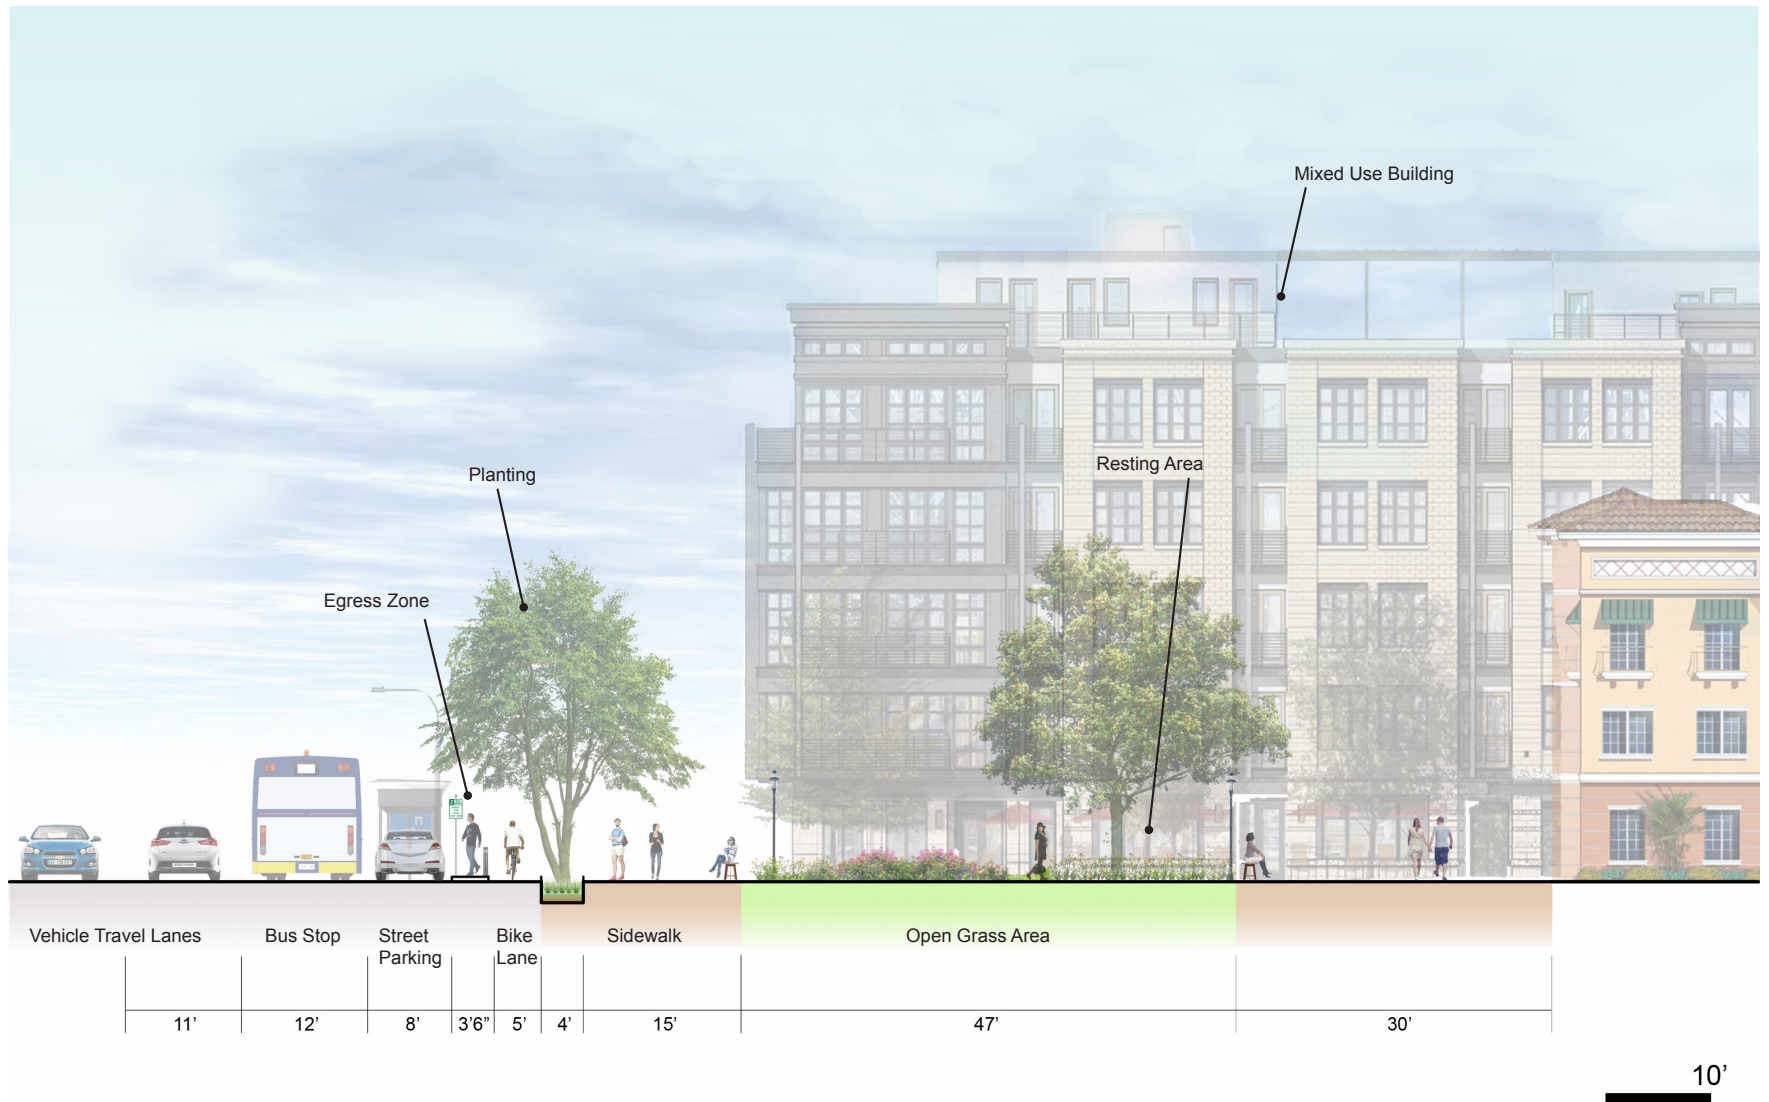 Mixed Use Building
Resting Area
Planting
Egress Zone
Vehicle Travel Lanes
Bus Stop
Street
Parking
Bike
Lane
Sidewalk
Open Grass Area
11’
12’
8’
3’6”
5’
4’
15’
47’
30’
10’